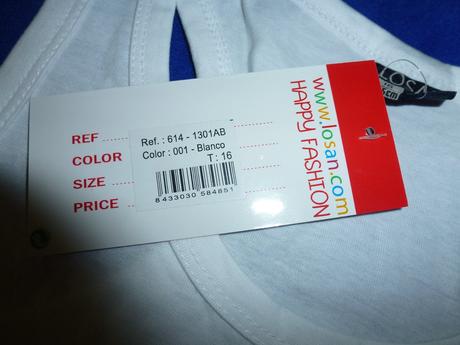 LOSA
REF
COLOR
SIZE
PRICE
Ref. : 614 - 1301AB
Color : 001 - Blanco
T : 16
8 433030 584851
www.losan.com
HAPPY FASHION